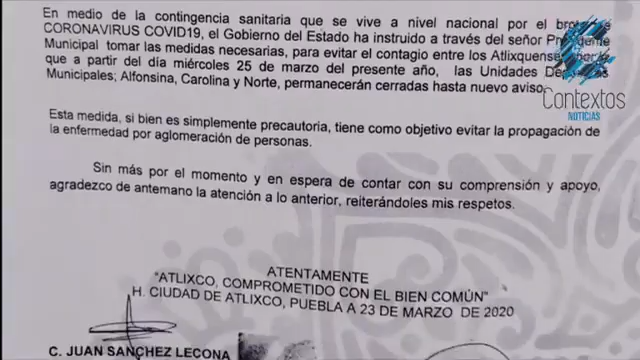 En medio de la contingencia sanitaria que se vive a nivel nacional por el
CORONAVIRUS COVID19, el Gobierno del Estado ha instruido a través del señor
Municipal tomar las medidas necesarias, para evitar el contagio entre los
que a partir del día miércoles 25 de marzo del presente año, las Unidades
Municipales; Alfonsina, Carolina y Norte, permanecerán cerradas hasta nuevo aviso.
Contextos
NOTICIAS
Esta medida, si bien es simplemente precautoria, tiene como objetivo evitar la propagación de
la enfermedad por aglomeración de personas.
Sin más por el momento y en espera de contar con su comprensión y apoyo,
agradezco de antemano la atención a lo anterior, reiterándoles mis respetos.
ATENTAMENTE
"ATLIXCO, COMPROMETIDO CON EL BIEN COMÚN"
H. CIUDAD DE ATLIXCO, PUEBLA A 23 DE MARZO DE 2020
C. JUAN SANCHEZ LECONA